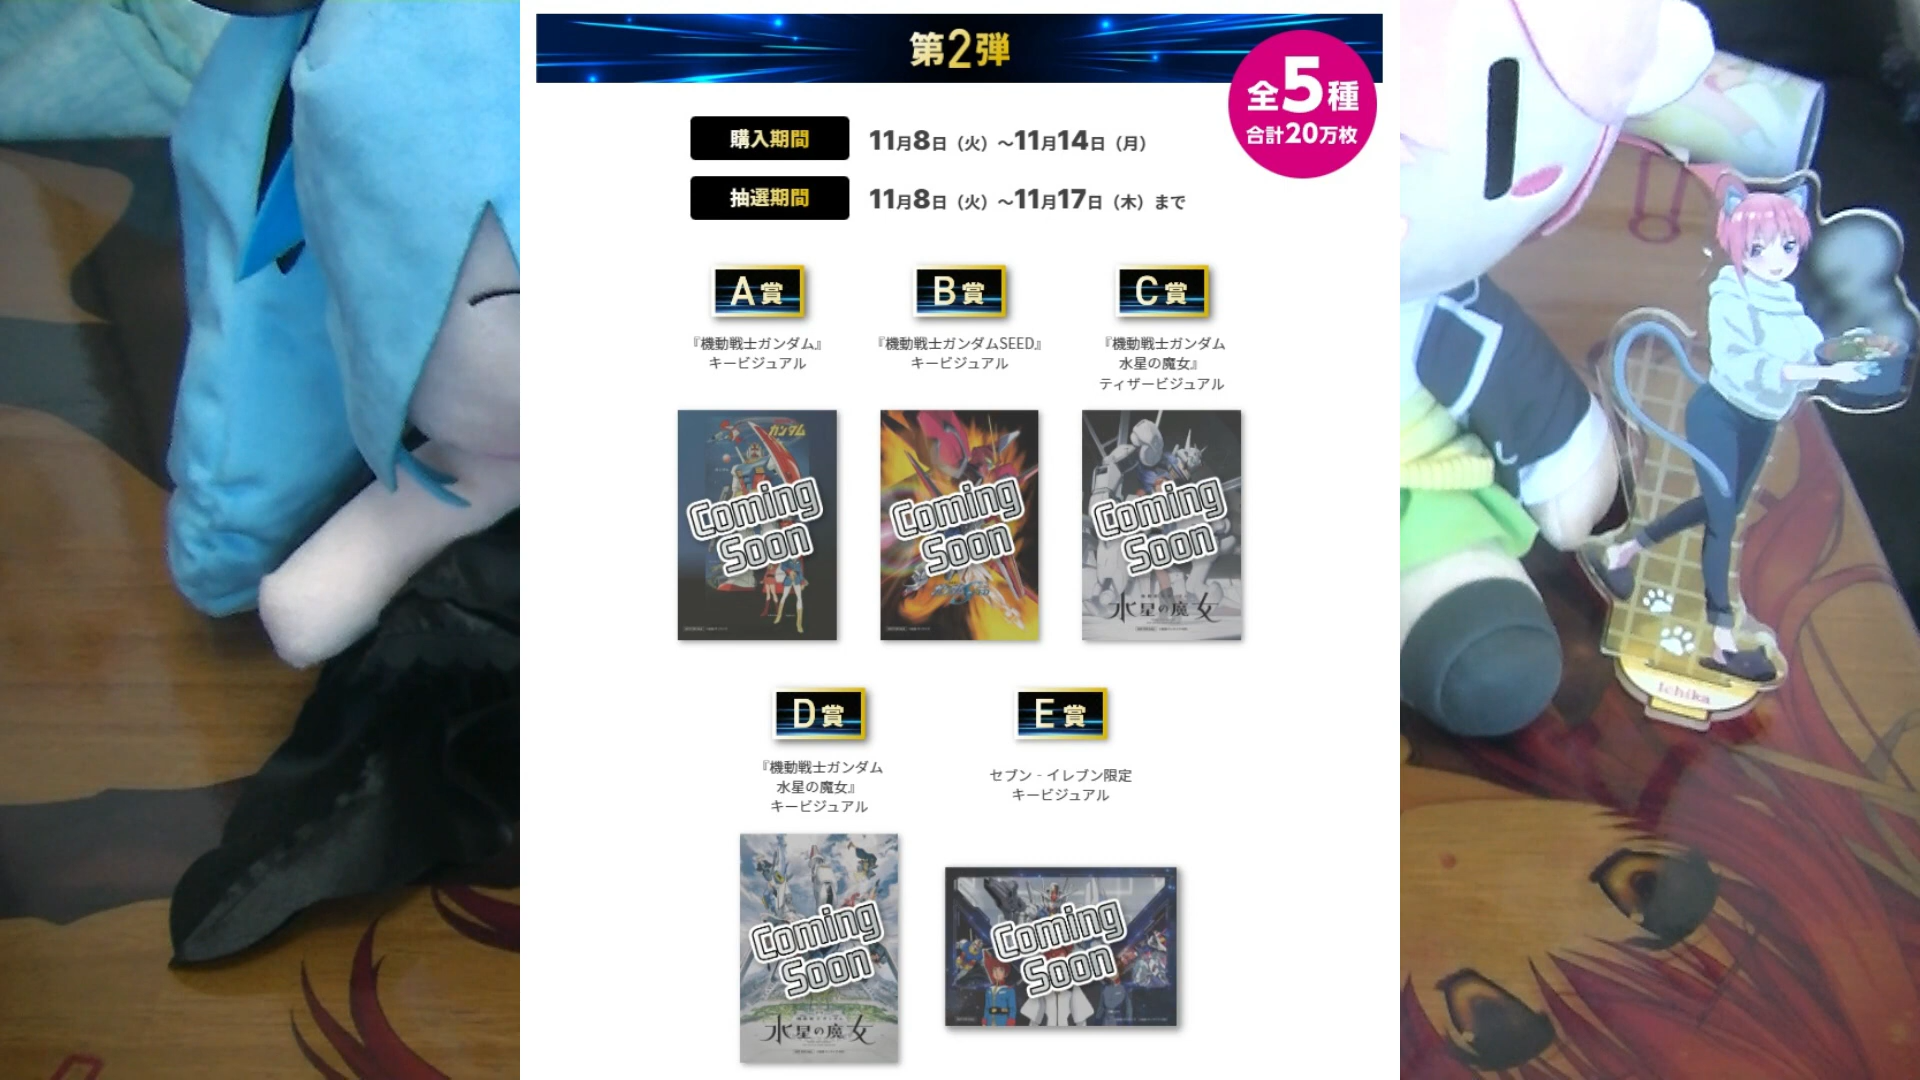 第2弾
全5種
合計20万枚
購入期間
11月8日（火）～11月14日（月）
抽選期間
11月8日（火）～11月17日（木）まで
A賞
B賞
C賞
『機動戦士ガンダム』
キービジュアル
『機動戦士ガンダムSEED』
キービジュアル
『機動戦士ガンダム
水星の魔女』
ティザービジュアル
ガンダム
Coming
Soon
Coming
Soon
Coming
Soon
水星の魔女
D賞
E賞
『機動戦士ガンダム
水星の魔女』
キービジュアル
セブン‐イレブン限定
キービジュアル
Coming
Soon
水星の魔女
Coming
Soon
Ichika